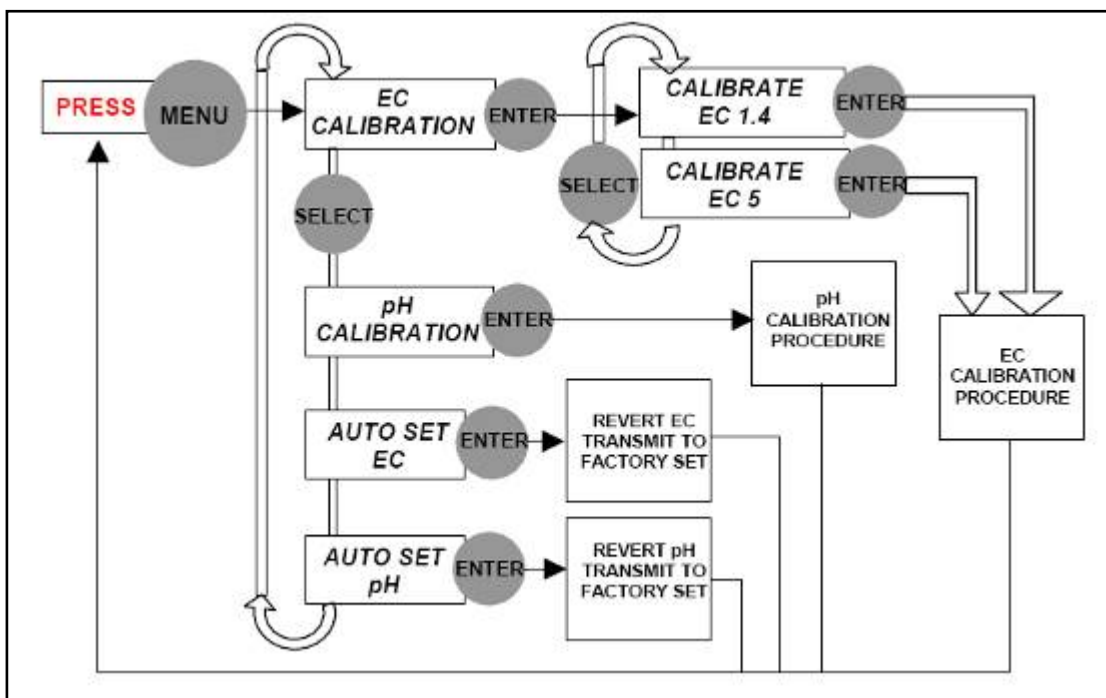 PRESS
MENU
EC
CALIBRATION
ENTER
CALIBRATE
EC 1.4
ENTER
SELECT
CALIBRATE
EC 5
ENTER
SELECT
pH
CALIBRATION
ENTER
pH
CALIBRATION
PROCEDURE
EC
CALIBRATION
PROCEDURE
AUTO SET
EC
ENTER
REVERT EC
TRANSMIT TO
FACTORY SET
AUTO SET
pH
ENTER
REVERT pH
TRANSMIT TO
FACTORY SET